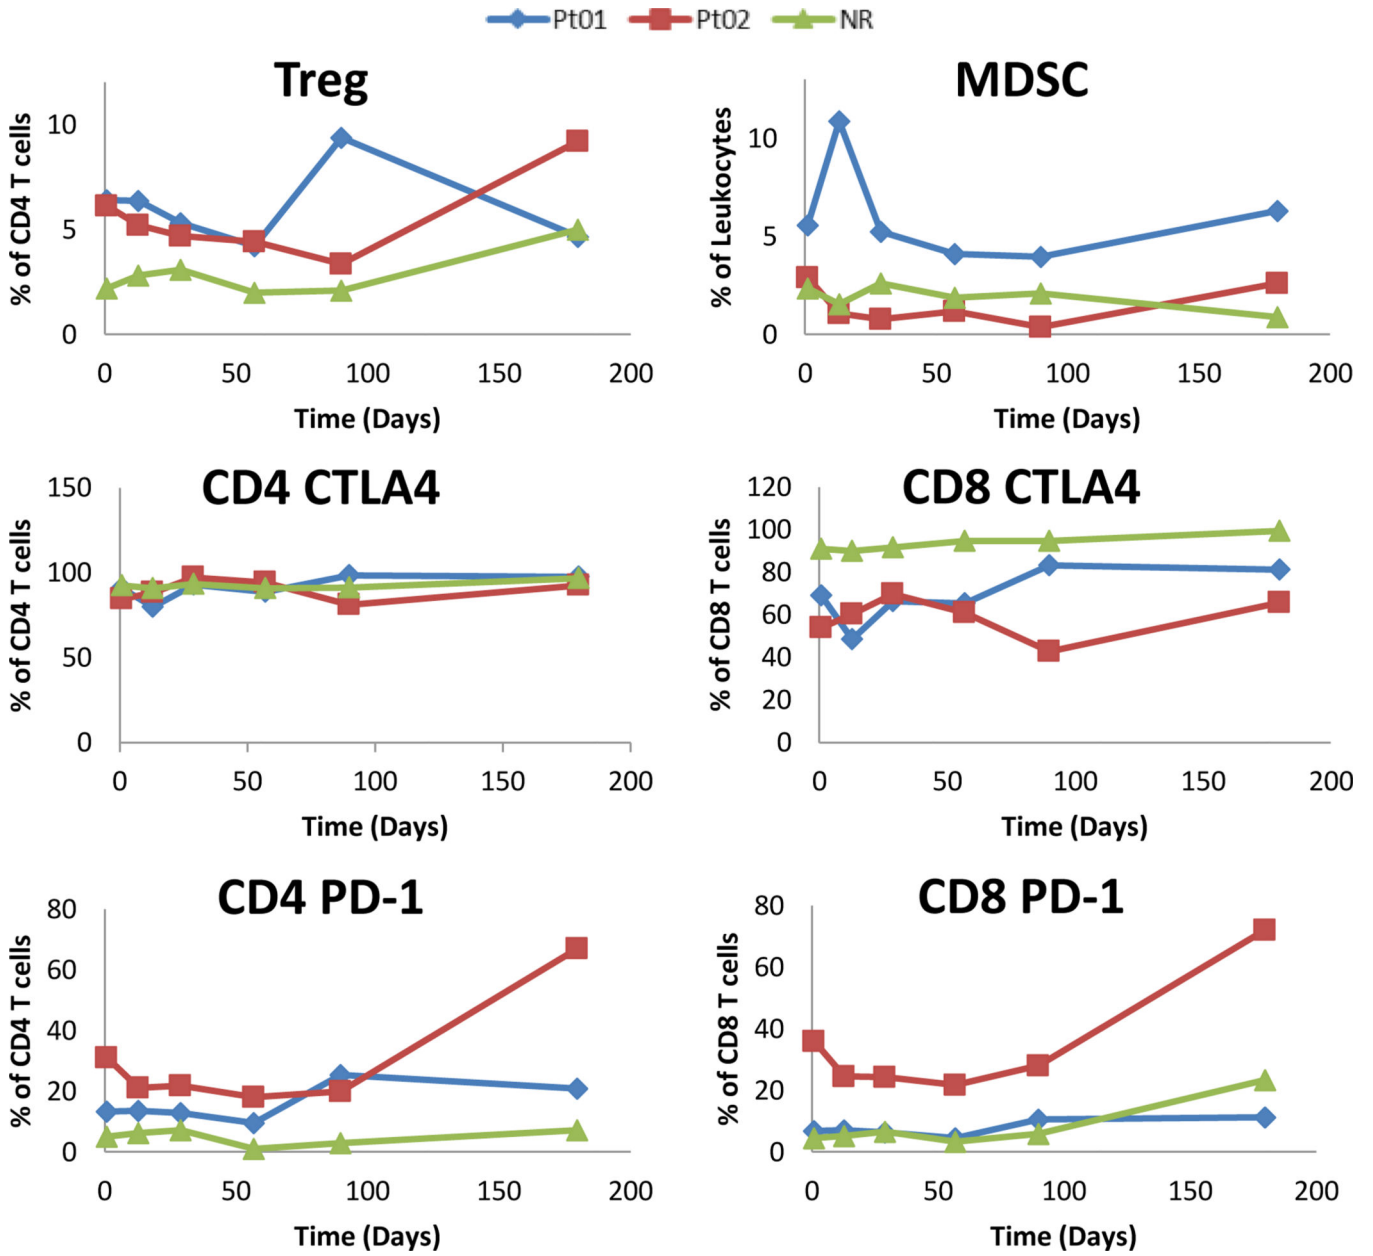 Pt01 Pt02 NR
Treg
% of CD4 T cells
10
5
0
0 50 100 150 200
Time (Days)
MDSC
% of Leukocytes
10
5
0
0 50 100 150 200
Time (Days)
CD4 CTLA4
% of CD4 T cells
150
100
50
0
0 50 100 150 200
Time (Days)
CD8 CTLA4
% of CD8 T cells
120
100
80
60
40
20
0
0 50 100 150 200
Time (Days)
CD4 PD-1
% of CD4 T cells
80
60
40
20
0
0 50 100 150 200
Time (Days)
CD8 PD-1
% of CD8 T cells
80
60
40
20
0
0 50 100 150 200
Time (Days)